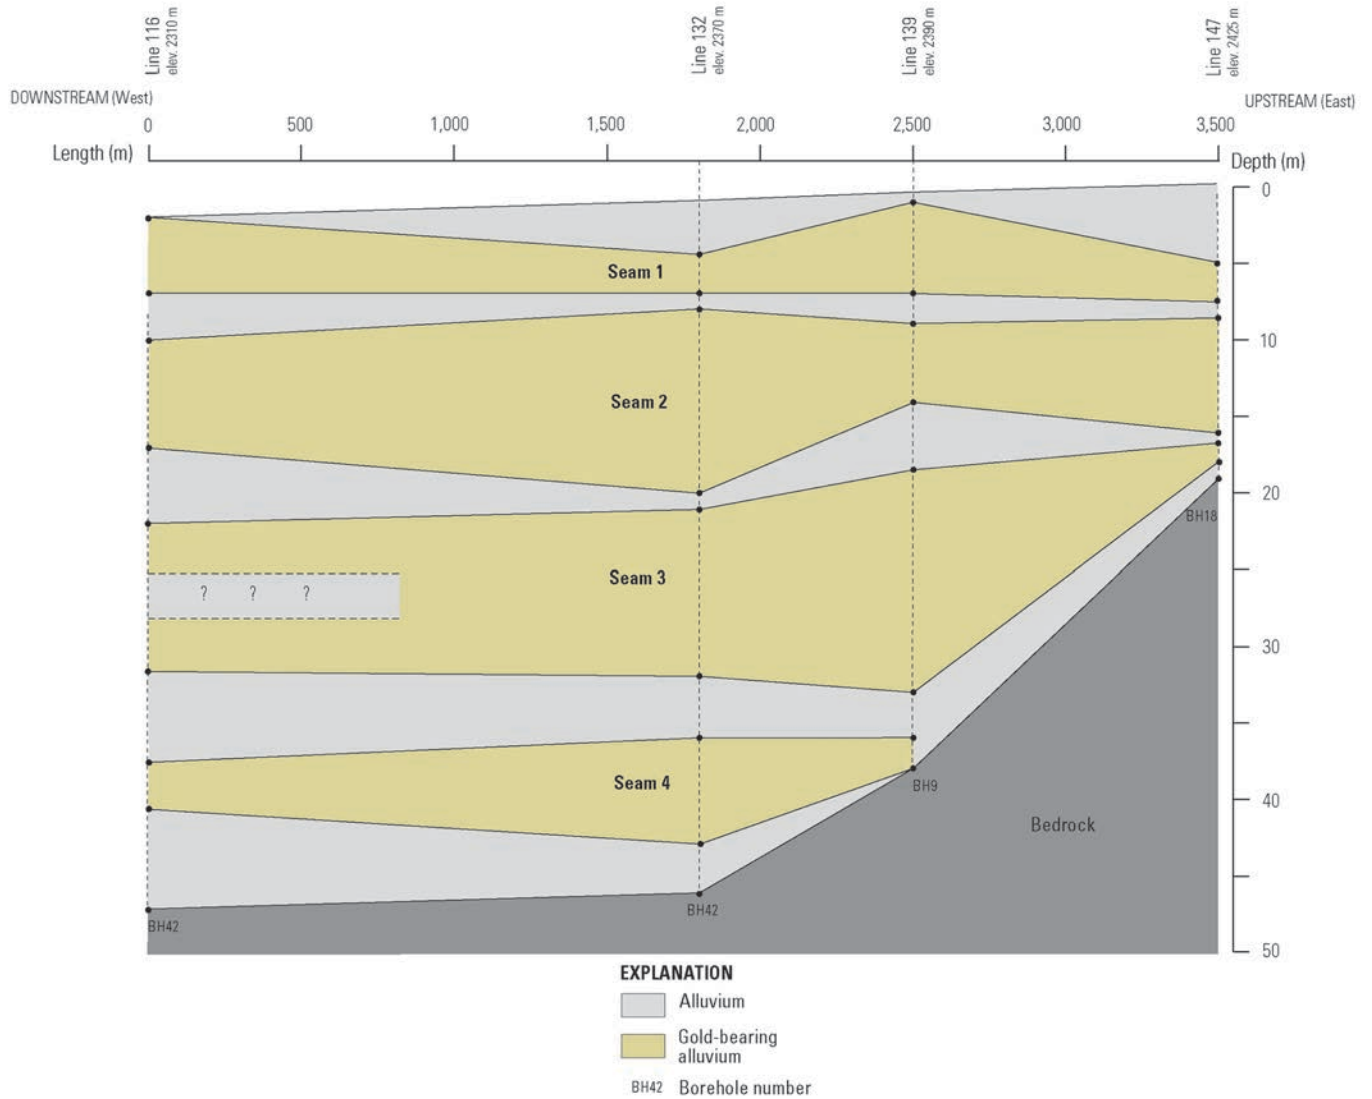 Line 116
elev. 2310 m
Line 132
elev. 2370 m
Line 139
elev. 2390 m
Line 147
elev. 2425 m
DOWNSTREAM (West)
UPSTREAM (East)
0 500 1,000 1,500 2,000 2,500 3,000 3,500
Length (m)
Depth (m)
0
Seam 1
10
Seam 2
20
BH18
Seam 3
? ? ?
30
Seam 4
BH9
40
Bedrock
BH42
BH42
50
EXPLANATION
Alluvium
Gold-bearing
alluvium
BH42 Borehole number